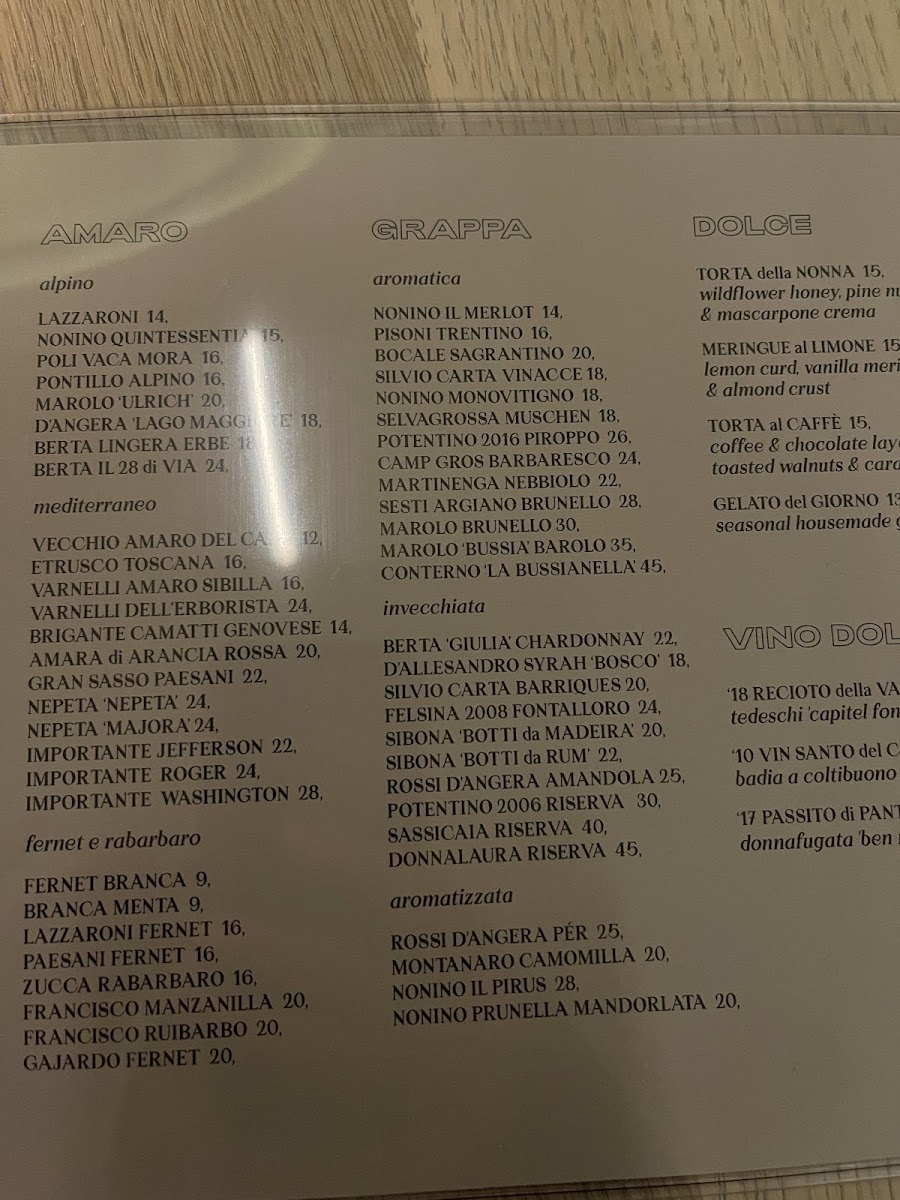 AMARO
alpino
LAZZARONI 14,
NONINO QUINTESSENTIA 15,
POLI VACA MORA 16,
PONTILLO ALPINO 16,
MAROLO 'ULRICH' 20,
D'ANGERA 'LAGO MAGGIORE' 18,
BERTA LINGERA ERBE 18
BERTA IL 28 di VIA 24,
mediterraneo
VECCHIO AMARO DEL 12,
ETRUSCO TOSCANA 16,
VARNELLI AMARO SIBILLA 16,
VARNELLI DELL'ERBORISTA 24,
BRIGANTE CAMATTI GENOVESE 14,
AMARA di ARANCIA ROSSA 20,
GRAN SASSO PAESANI 22,
NEPETA 'NEPETA' 24,
NEPETA 'MAJORA' 24,
IMPORTANTE JEFFERSON 22,
IMPORTANTE ROGER 24,
IMPORTANTE WASHINGTON 28,
fernet e rabarbaro
FERNET BRANCA 9,
BRANCA MENTA 9,
LAZZARONI FERNET 16,
PAESANI FERNET 16,
ZUCCA RABARBARO 16,
FRANCISCO MANZANILLA 20,
FRANCISCO RUIBARBO 20,
GAJARDO FERNET 20,
GRAPPA
aromatica
NONINO IL MERLOT 14,
PISONI TRENTINO 16,
BOCALE SAGRANTINO 20,
SILVIO CARTA VINACCE 18,
NONINO MONOVITIGNO 18,
SELVAGROSSA MUSCHEN 18,
POTENTINO 2016 PIROPPO 26,
CAMP GROS BARBARESCO 24,
MARTINENGA NEBBIOLO 22,
SESTI ARGIANO BRUNELLO 28,
MAROLO BRUNELLO 30,
MAROLO 'BUSSIA' BAROLO 35,
CONTERNO 'LA BUSSIANELLA' 45,
invecchiata
BERTA 'GIULIA' CHARDONNAY 22,
D'ALLESANDRO SYRAH 'BOSCO' 18,
SILVIO CARTA BARRIQUES 20,
FELSINA 2008 FONTALLORO 24,
SIBONA 'BOTTI da MADEIRA' 20,
SIBONA 'BOTTI da RUM' 22,
ROSSI D'ANGERA AMANDOLA 25,
POTENTINO 2006 RISERVA 30,
SASSICAIA RISERVA 40,
DONNALAURA RISERVA 45,
aromatizzata
ROSSI D'ANGERA PÉR 25,
MONTANARO CAMOMILLA 20,
NONINO IL PIRUS 28,
NONINO PRUNELLA MANDORLATA 20,
DOLCE
TORTA della NONNA 15,
wildflower honey, pine nu
& mascarpone crema
MERINGUE al LIMONE 15
lemon curd, vanilla meri
& almond crust
TORTA al CAFFÈ 15,
coffee & chocolate lay
toasted walnuts & cara
GELATO del GIORNO 13
seasonal housemade g
VINO DOL
'18 RECIOTO della VA
tedeschi 'capitel fon
'10 VIN SANTO del C
badia a coltibuono
'17 PASSITO di PANT
donnafugata 'ben